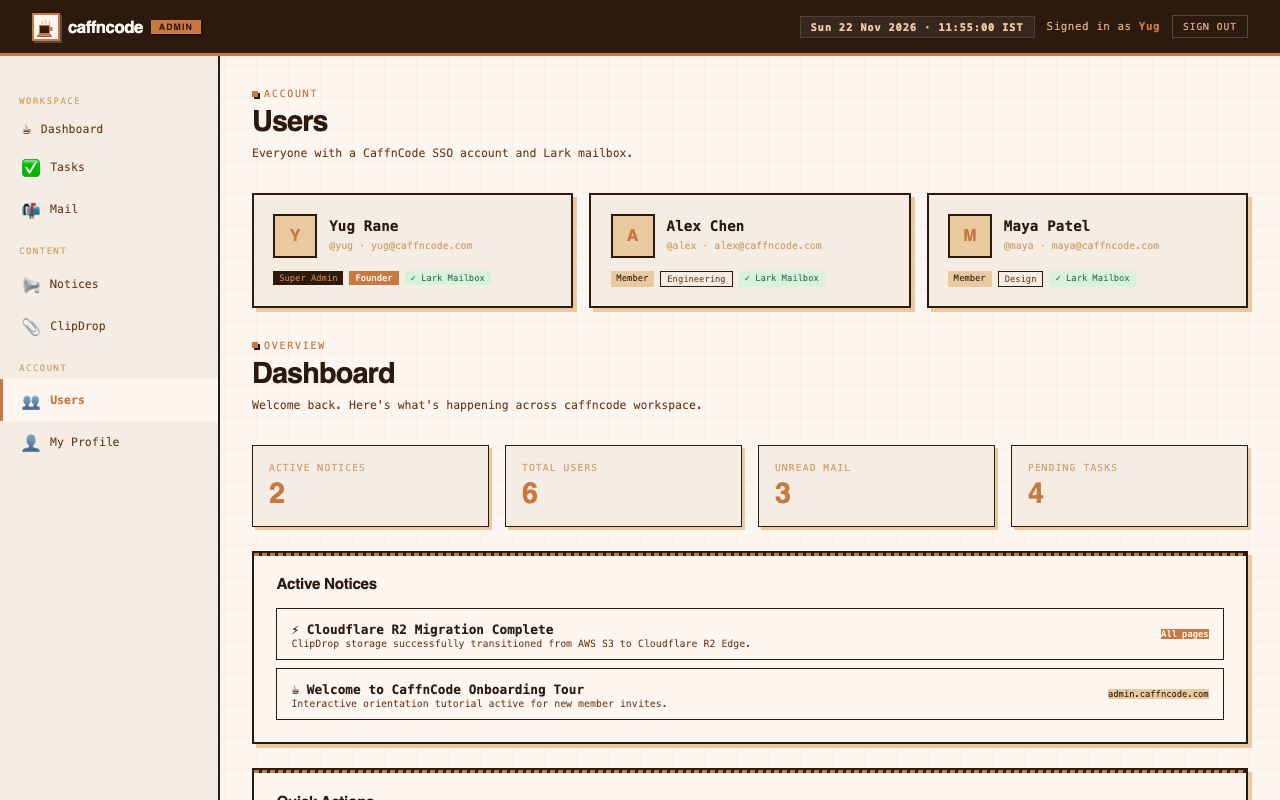 caffncode ADMIN
Sun 22 Nov 2026 · 11:55:00 IST
Signed in as Yug
SIGN OUT
WORKSPACE
☕ Dashboard
✅ Tasks
📬 Mail
CONTENT
📢 Notices
📎 ClipDrop
ACCOUNT
👥 Users
👤 My Profile
ACCOUNT
Users
Everyone with a CaffnCode SSO account and Lark mailbox.
Y
Yug Rane
@yug · yug@caffncode.com
Super Admin Founder ✓ Lark Mailbox
A
Alex Chen
@alex · alex@caffncode.com
Member Engineering ✓ Lark Mailbox
M
Maya Patel
@maya · maya@caffncode.com
Member Design ✓ Lark Mailbox
OVERVIEW
Dashboard
Welcome back. Here's what's happening across caffncode workspace.
ACTIVE NOTICES
2
TOTAL USERS
6
UNREAD MAIL
3
PENDING TASKS
4
Active Notices
⚡ Cloudflare R2 Migration Complete
ClipDrop storage successfully transitioned from AWS S3 to Cloudflare R2 Edge.
All pages
☕ Welcome to CaffnCode Onboarding Tour
Interactive orientation tutorial active for new member invites.
admin.caffncode.com
Quick Actions